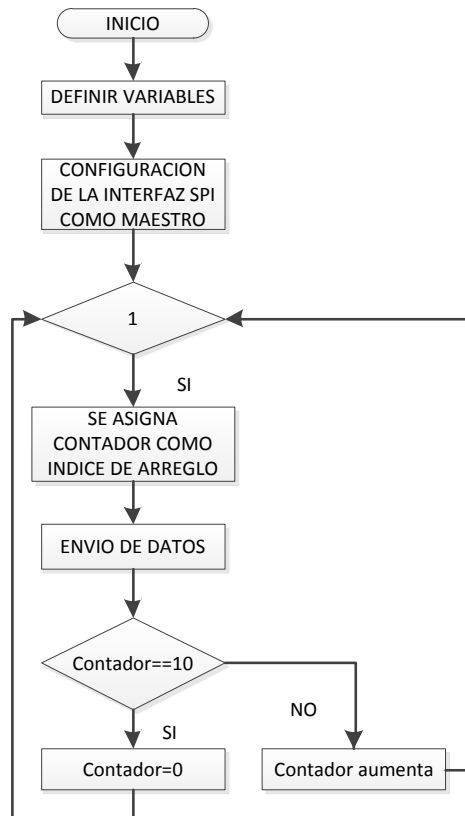 INICIO
DEFINIR VARIABLES
CONFIGURACION
DE LA INTERFAZ SPI
COMO MAESTRO
1
SI
SE ASIGNA
CONTADOR COMO
INDICE DE ARREGLO
ENVIO DE DATOS
Contador==10
NO
SI
Contador=0
Contador aumenta